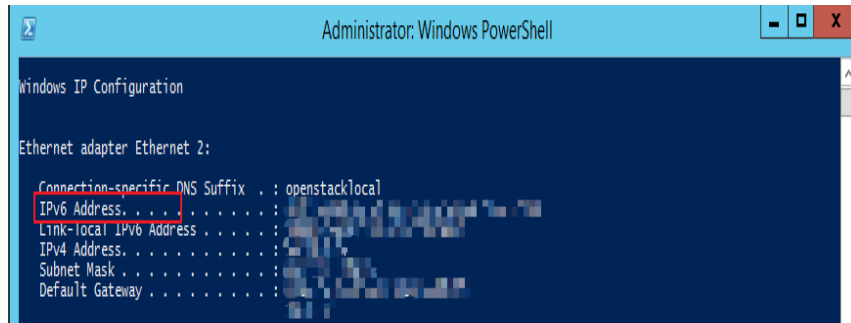 Administrator: Windows PowerShell
Windows IP Configuration
Ethernet adapter Ethernet 2:
Connection-specific DNS Suffix . : openstacklocal
IPv6 Address. . . . . . . . . . . :
Link-local IPv6 Address . . . . . :
IPv4 Address. . . . . . . . . . . :
Subnet Mask . . . . . . . . . . . :
Default Gateway . . . . . . . . . :